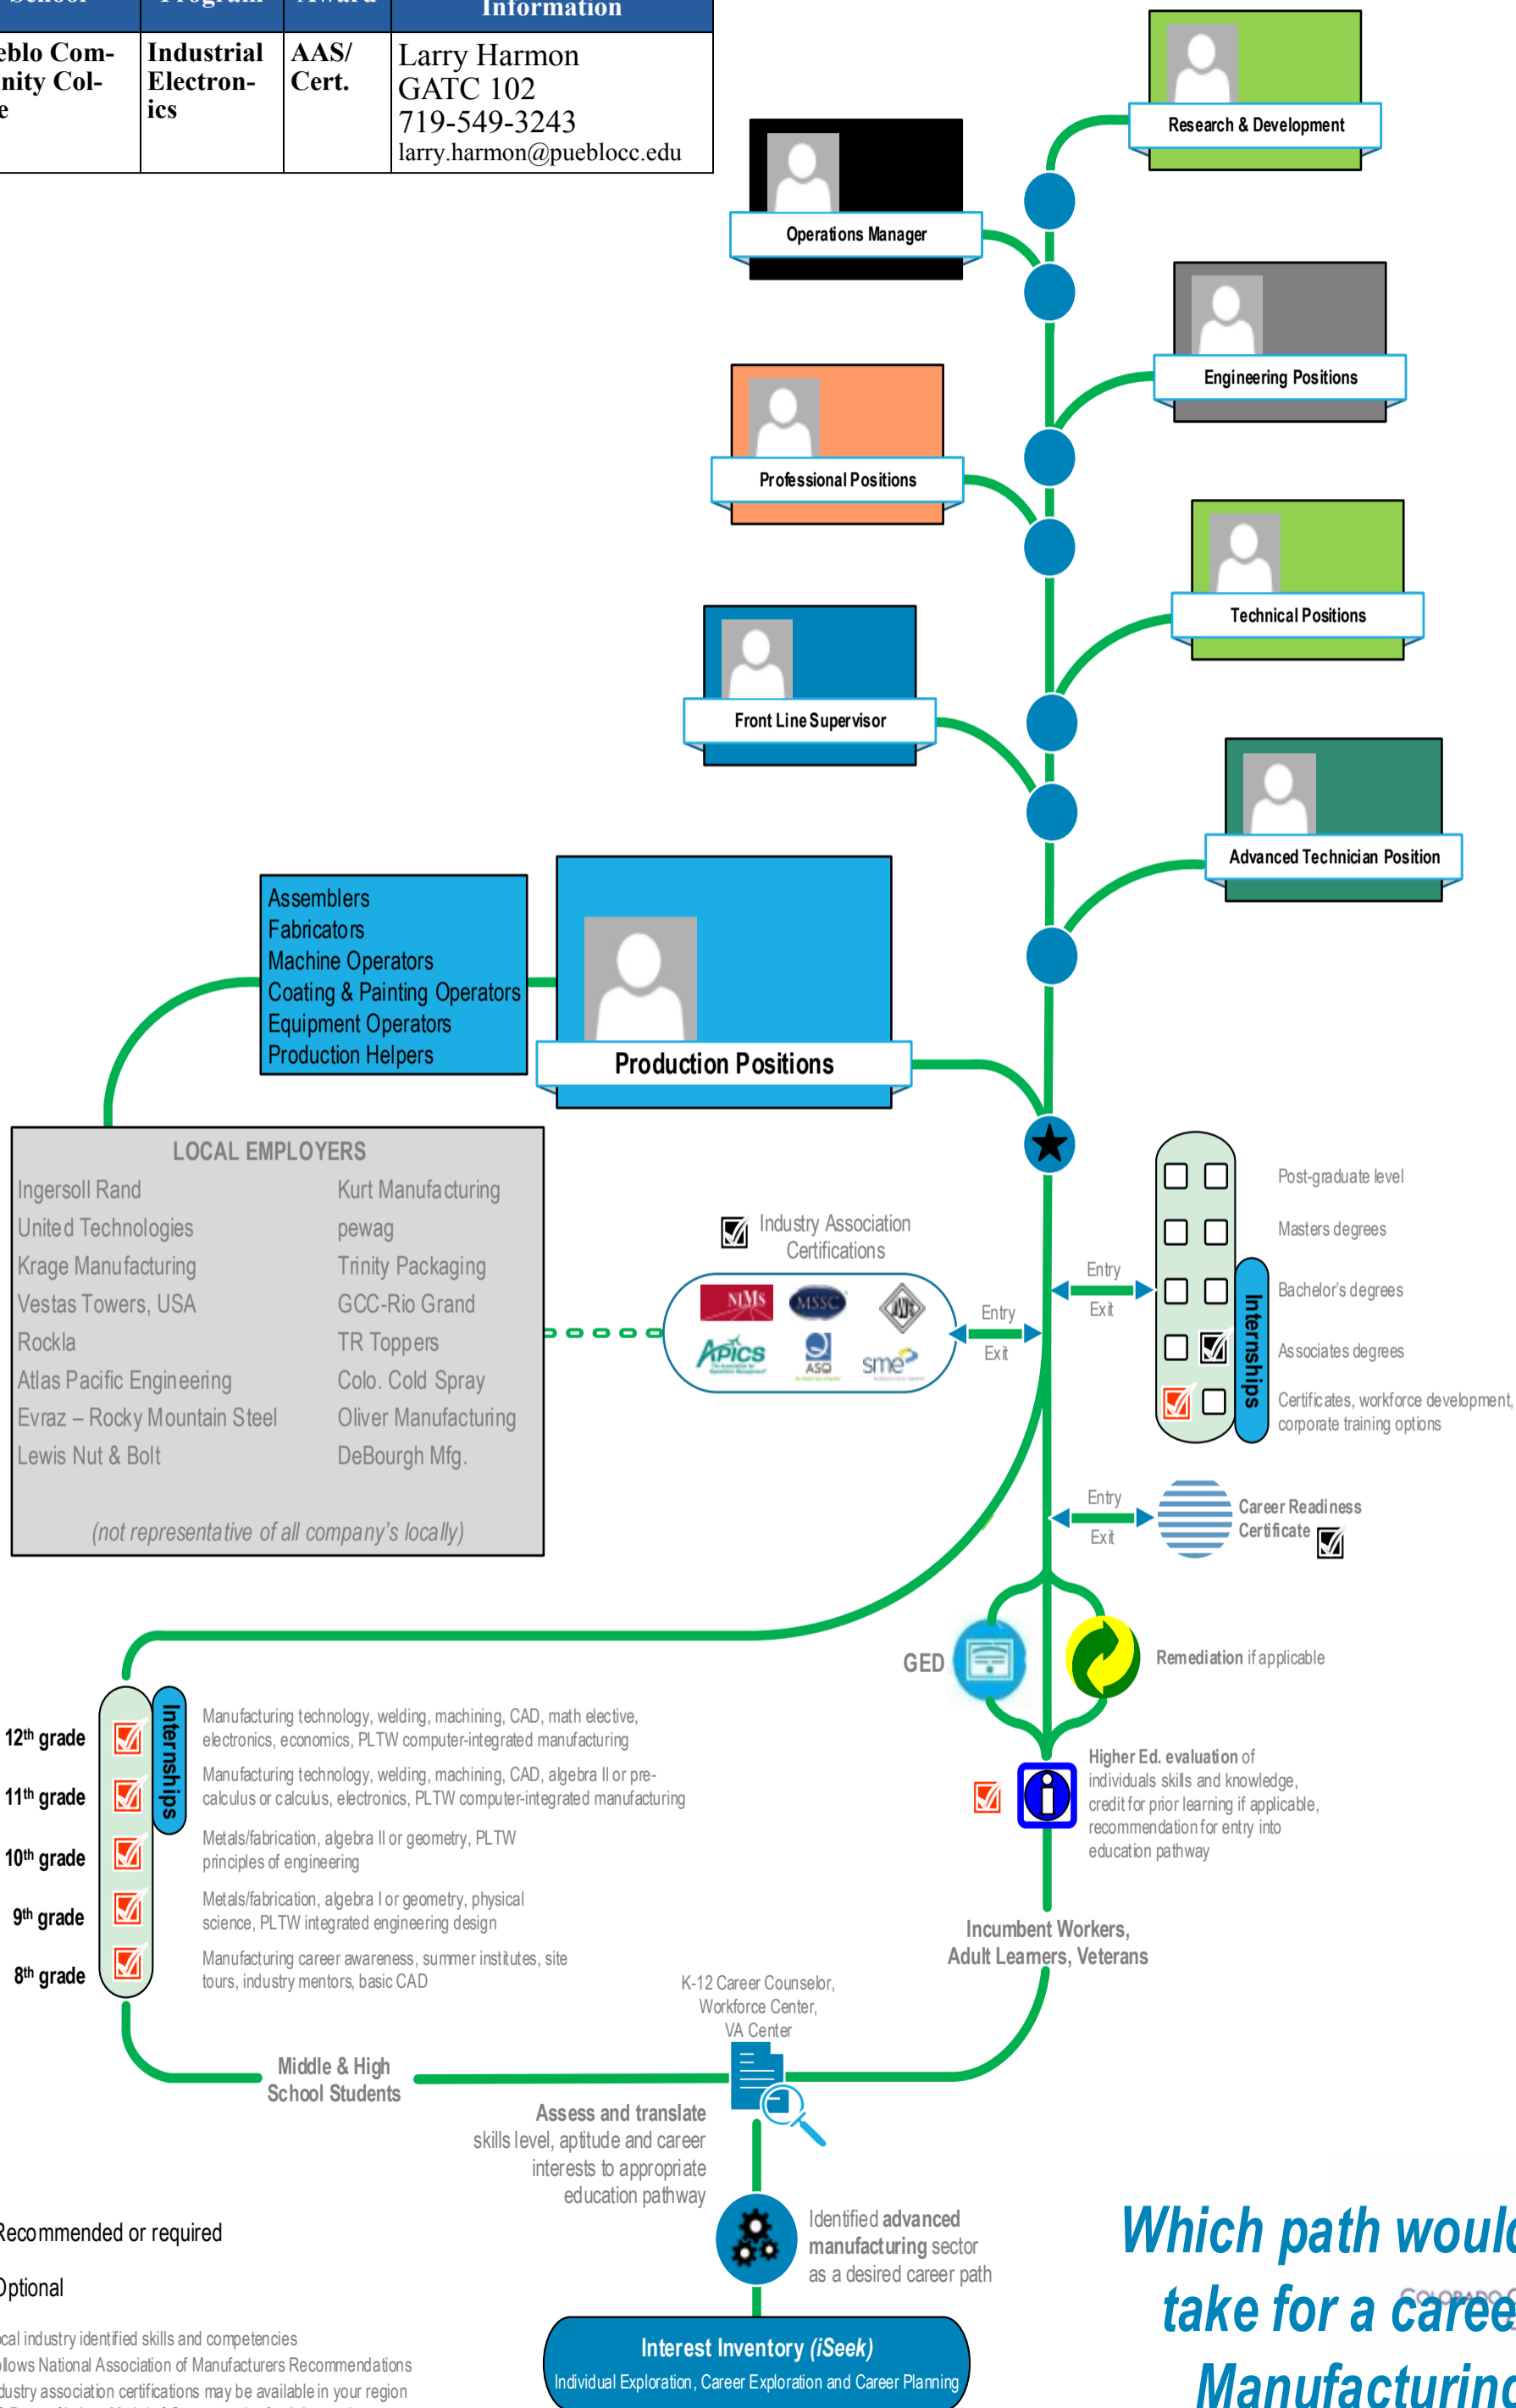 School Program Award Information
eblo Com-
nity Col-
e
Industrial
Electron-
ics
AAS/
Cert.
Larry Harmon
GATC 102
719-549-3243
larry.harmon@pueblocc.edu
Research & Development
Operations Manager
Engineering Positions
Professional Positions
Technical Positions
Front Line Supervisor
Advanced Technician Position
Assemblers
Fabricators
Machine Operators
Coating & Painting Operators
Equipment Operators
Production Helpers
Production Positions
LOCAL EMPLOYERS
Ingersoll Rand
United Technologies
Krage Manufacturing
Vestas Towers, USA
Rockla
Atlas Pacific Engineering
Evraz – Rocky Mountain Steel
Lewis Nut & Bolt
Kurt Manufacturing
pewag
Trinity Packaging
GCC-Rio Grand
TR Toppers
Colo. Cold Spray
Oliver Manufacturing
DeBourgh Mfg.
(not representative of all company's locally)
Industry Association
Certifications
NIMS
MSSC
APICS
ASQ
sme
Entry
Exit
Entry
Exit
Post-graduate level
Masters degrees
Bachelor's degrees
Associates degrees
Certificates, workforce development,
corporate training options
Internships
Entry
Exit
Career Readiness
Certificate
GED
Remediation if applicable
Higher Ed. evaluation of
individuals skills and knowledge,
credit for prior learning if applicable,
recommendation for entry into
education pathway
Incumbent Workers,
Adult Learners, Veterans
Internships
12th grade
Manufacturing technology, welding, machining, CAD, math elective,
electronics, economics, PLTW computer-integrated manufacturing
11th grade
Manufacturing technology, welding, machining, CAD, algebra II or pre-
calculus or calculus, electronics, PLTW computer-integrated manufacturing
10th grade
Metals/fabrication, algebra II or geometry, PLTW
principles of engineering
9th grade
Metals/fabrication, algebra I or geometry, physical
science, PLTW integrated engineering design
8th grade
Manufacturing career awareness, summer institutes, site
tours, industry mentors, basic CAD
K-12 Career Counselor,
Workforce Center,
VA Center
Middle & High
School Students
Assess and translate
skills level, aptitude and career
interests to appropriate
education pathway
Identified advanced
manufacturing sector
as a desired career path
Interest Inventory (iSeek)
Individual Exploration, Career Exploration and Career Planning
Recommended or required
Optional
ocal industry identified skills and competencies
ollows National Association of Manufacturers Recommendations
dustry association certifications may be available in your region
Which path would
take for a caree
COLORADO
Manufacturing